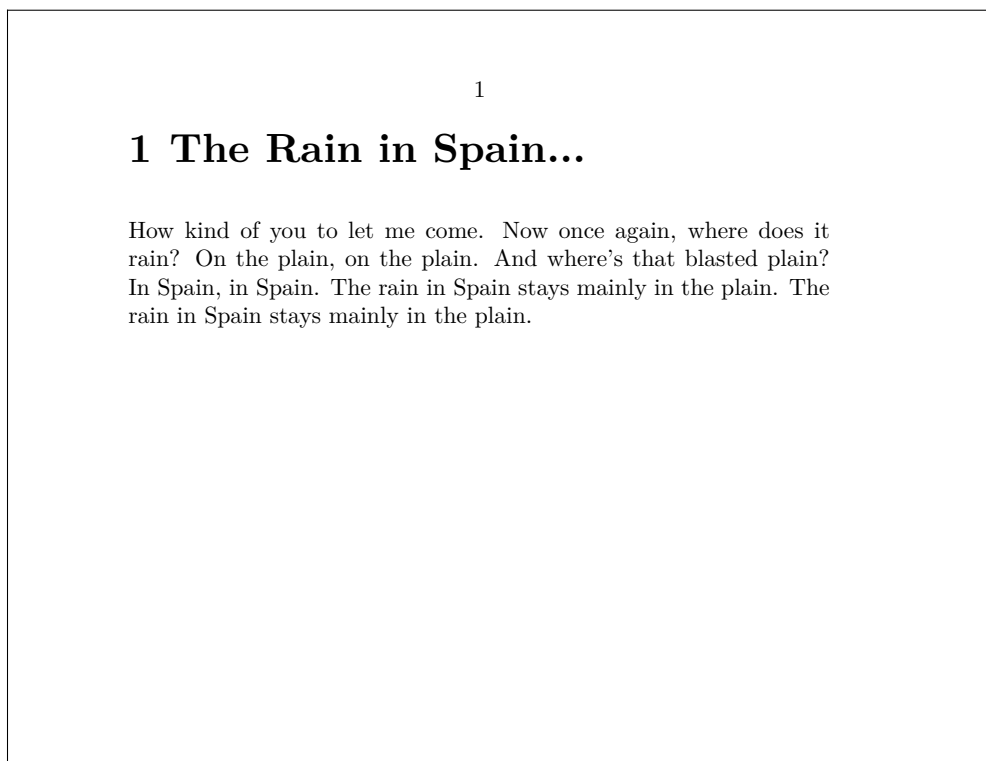 1
1 The Rain in Spain...
How kind of you to let me come. Now once again, where does it
rain? On the plain, on the plain. And where's that blasted plain?
In Spain, in Spain. The rain in Spain stays mainly in the plain. The
rain in Spain stays mainly in the plain.